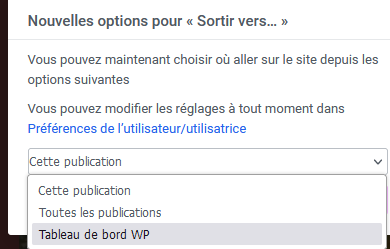 Nouvelles options pour « Sortir vers… »
Vous pouvez maintenant choisir où aller sur le site depuis les
options suivantes
Vous pouvez modifier les réglages à tout moment dans
Préférences de l’utilisateur/utilisatrice
Cette publication
Cette publication
Toutes les publications
Tableau de bord WP